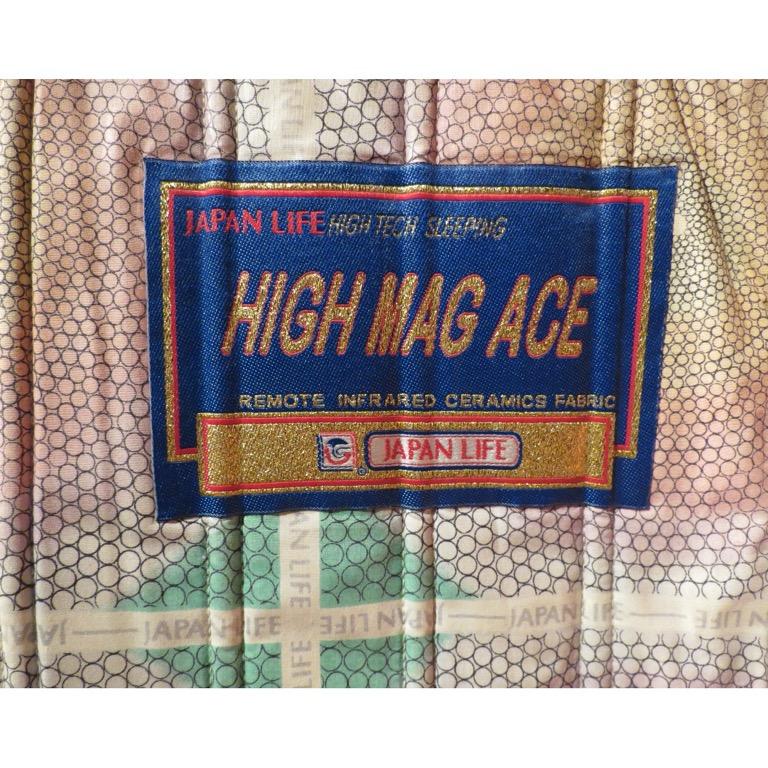 JAPAN LIFE HIGH TECH SLEEPING
HIGH MAG ACE
REMOTE INFRARED CERAMICS FABRIC
® JAPAN LIFE
JAPAN LIFE
JAPAN LIFE
JAPAN LIFE
JAPAN LIFE